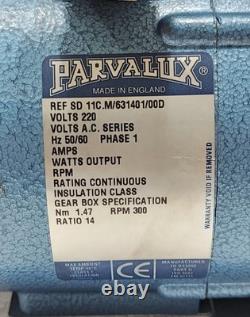 PARVALUX ®
MADE IN ENGLAND
REF SD 11C.M/631401/00D
VOLTS 220
VOLTS A.C. SERIES
Hz 50/60 PHASE 1
AMPS
WATTS OUTPUT
RPM
RATING CONTINUOUS
INSULATION CLASS
GEAR BOX SPECIFICATION
Nm 1.47 RPM 300
RATIO 14
WARRANTY VOID IF REMOVED
MAX AMBIENT
CE